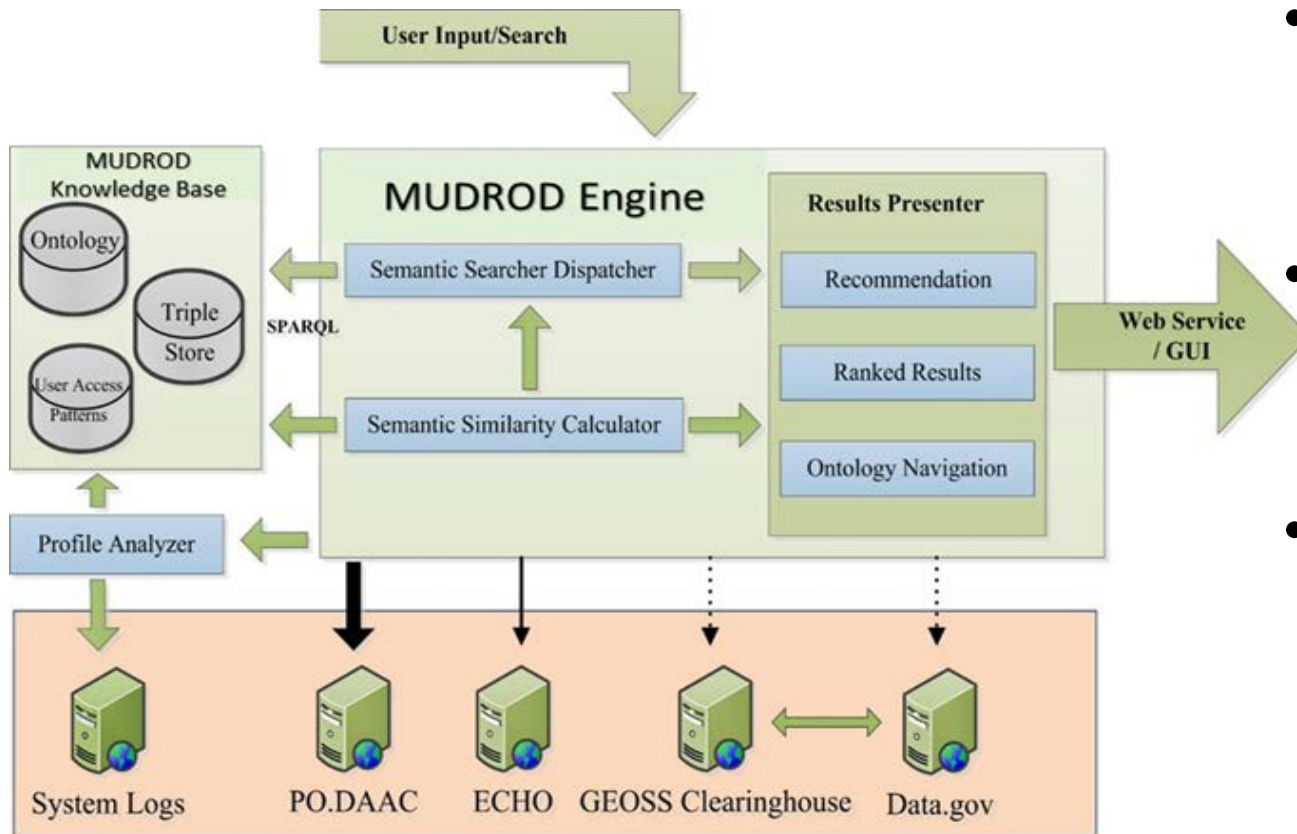 User Input/Search
MUDROD
Knowledge Base
Ontology
Triple
Store
User Access
Patterns
SPARQL
MUDROD Engine
Semantic Searcher Dispatcher
Semantic Similarity Calculator
Results Presenter
Recommendation
Ranked Results
Ontology Navigation
Web Service
/ GUI
Profile Analyzer
System Logs
PO.DAAC
ECHO
GEOSS Clearinghouse
Data.gov